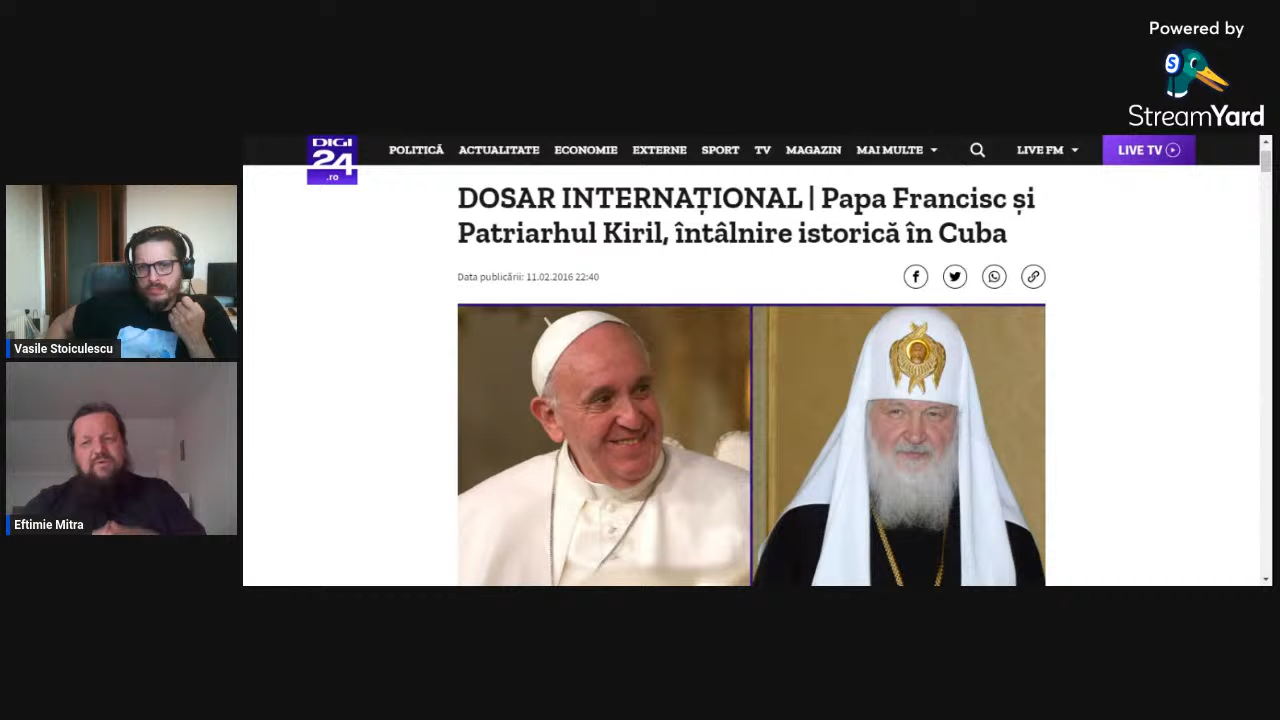 Powered by
S
StreamYard
DIGI
24
.ro
POLITICĂ ACTUALITATE ECONOMIE EXTERNE SPORT TV MAGAZIN MAI MULTE LIVE FM LIVE TV
DOSAR INTERNAȚIONAL | Papa Francisc și
Patriarhul Kiril, întâlnire istorică în Cuba
Data publicării: 11.02.2016 22:40
Vasile Stoiculescu
Eftimie Mitra